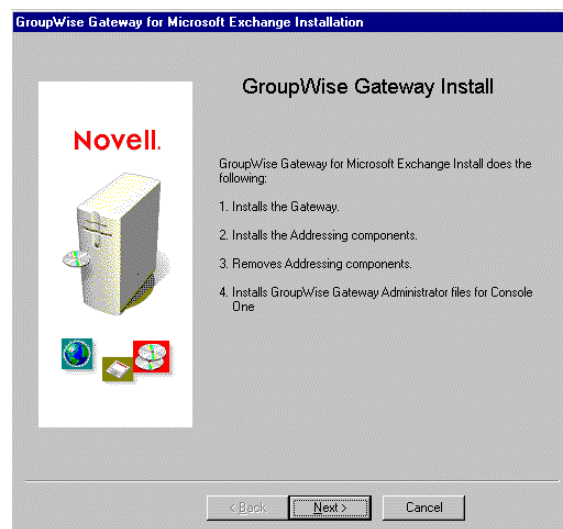 GroupWise Gateway for Microsoft Exchange Installation
GroupWise Gateway Install
Novell.
GroupWise Gateway for Microsoft Exchange Install does the
following:
1. Installs the Gateway.
2. Installs the Addressing components.
3. Removes Addressing components.
4. Installs GroupWise Gateway Administrator files for Console
One
< Back
Next >
Cancel